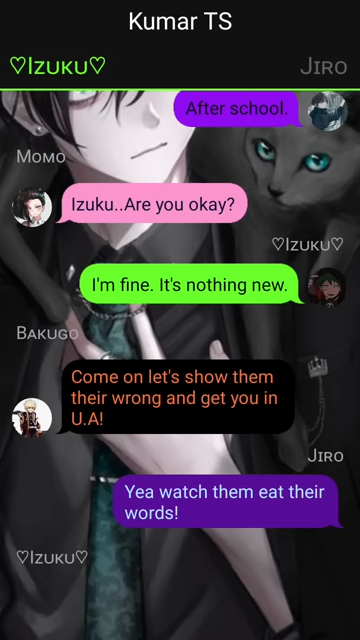 Kumar TS
♡Izuku♡
Jiro
After school.
Momo
Izuku..Are you okay?
♡Izuku♡
I'm fine. It's nothing new.
Bakugo
Come on let's show them
their wrong and get you in
U.A!
Jiro
Yea watch them eat their
words!
♡Izuku♡